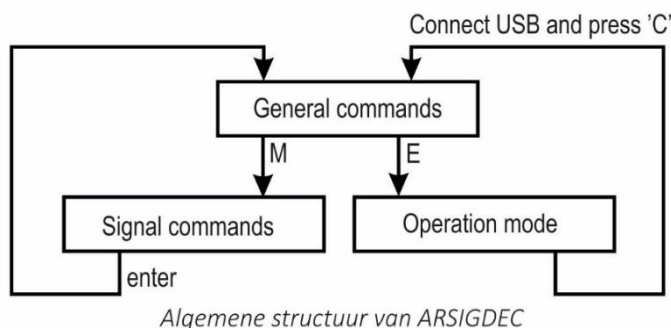 Connect USB and press 'C'
General commands
M
E
Signal commands
Operation mode
enter
Algemene structuur van ARSIGDEC